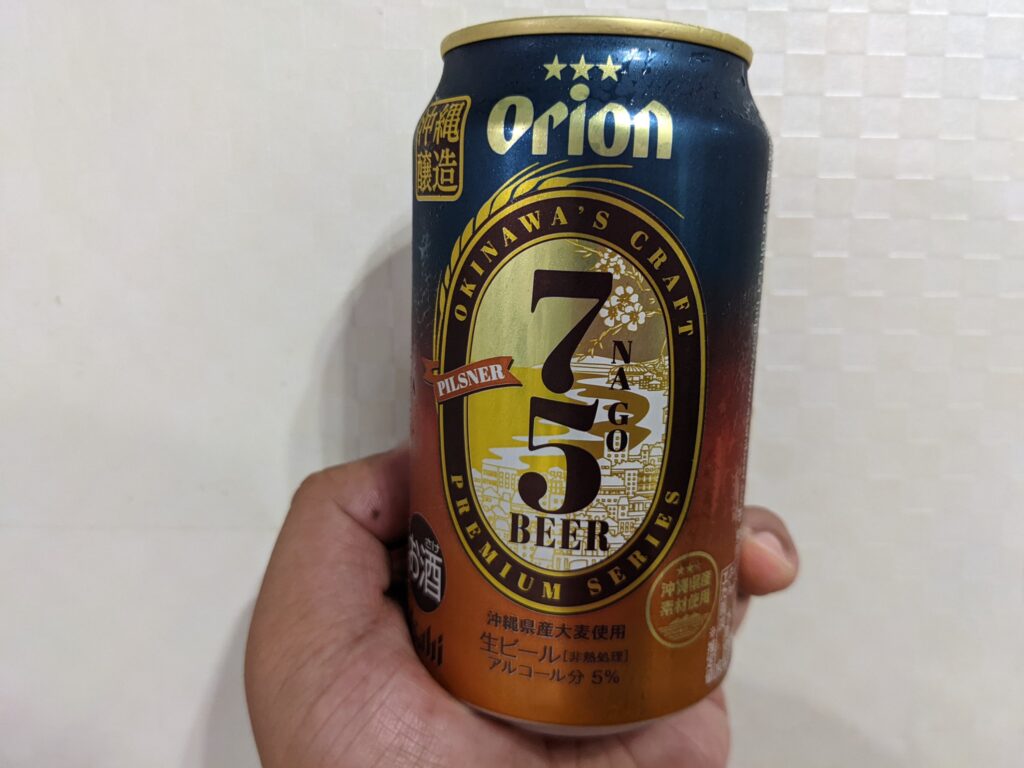 Orion
沖縄
醸造
OKINAWA'S CRAFT
75
NAGO
BEER
PILSNER
PREMIUM SERIES
お酒
沖縄県産
素材使用
沖縄県産大麦使用
生ビール[非熱処理]
アルコール分 5%